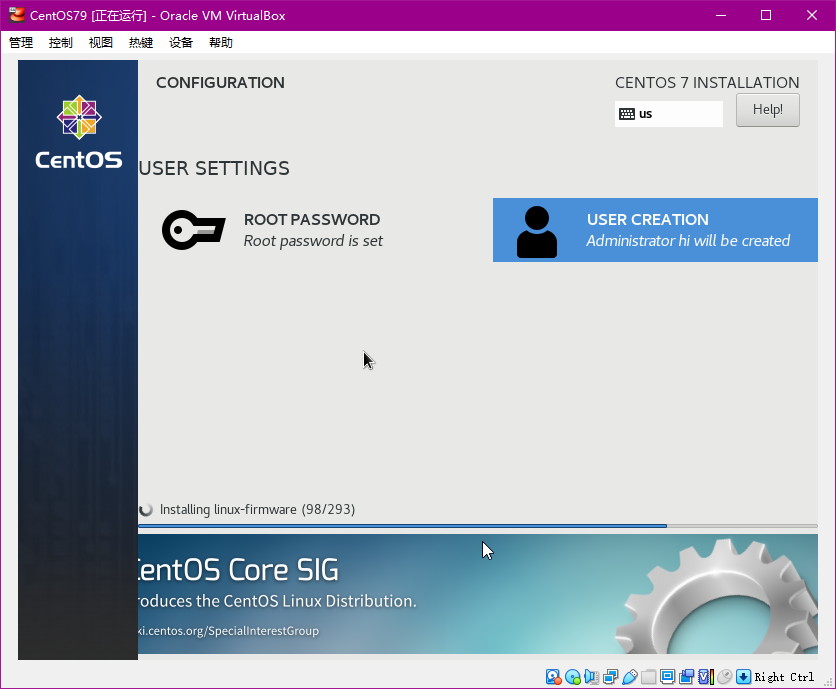 CentOS79 [正在运行] - Oracle VM VirtualBox
管理 控制 视图 热键 设备 帮助
CentOS
CONFIGURATION
CENTOS 7 INSTALLATION
us
Help!
USER SETTINGS
ROOT PASSWORD
Root password is set
USER CREATION
Administrator hi will be created
Installing linux-firmware (98/293)
CentOS Core SIG
roduces the CentOS Linux Distribution.
ki.centos.org/SpecialInterestGroup
Right Ctrl